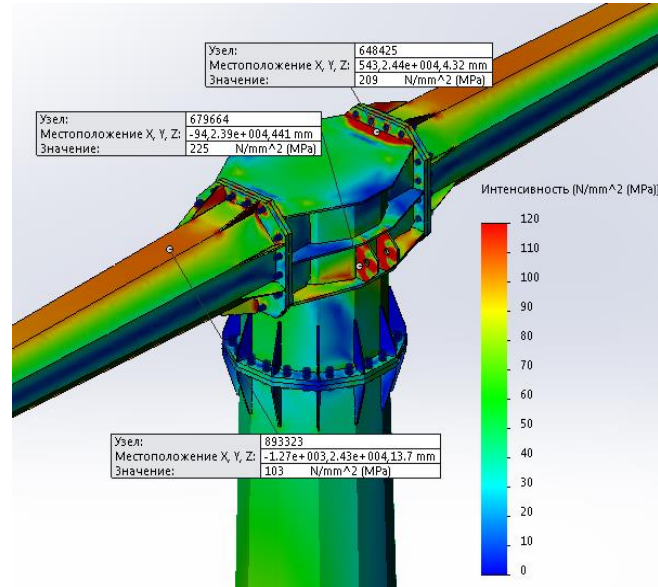 Узел: 648425
Местоположение X, Y, Z: 543,2.44e+004,4.32 mm
Значение: 209 N/mm^2 (MPa)
Узел: 679664
Местоположение X, Y, Z: -94,2.39e+004,441 mm
Значение: 225 N/mm^2 (MPa)
Интенсивность (N/mm^2 (MPa))
120
110
100
90
80
70
60
50
40
30
20
10
0
Узел: 893323
Местоположение X, Y, Z: -1.27e+003,2.43e+004,13.7 mm
Значение: 103 N/mm^2 (MPa)